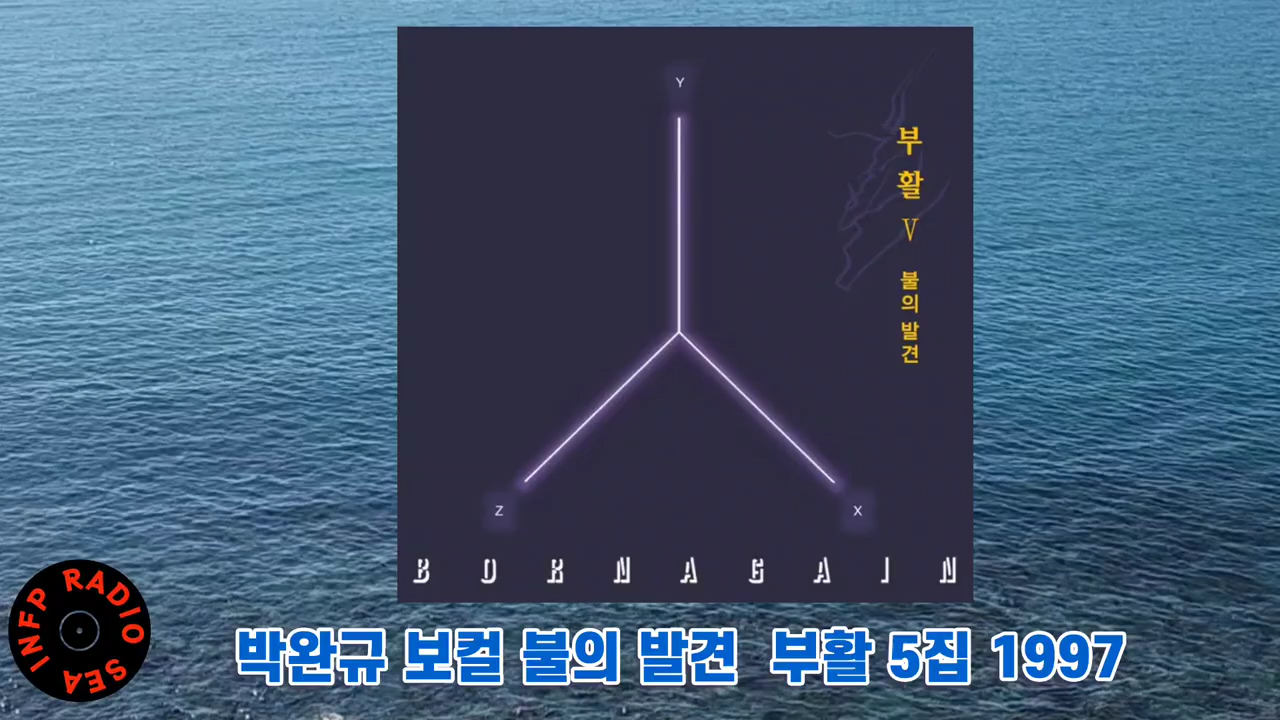 Y
부활 V
불의 발견
Z
X
BORNAGAIN
INFP RADIO SEA
박완규 보컬 불의 발견 부활 5집 1997